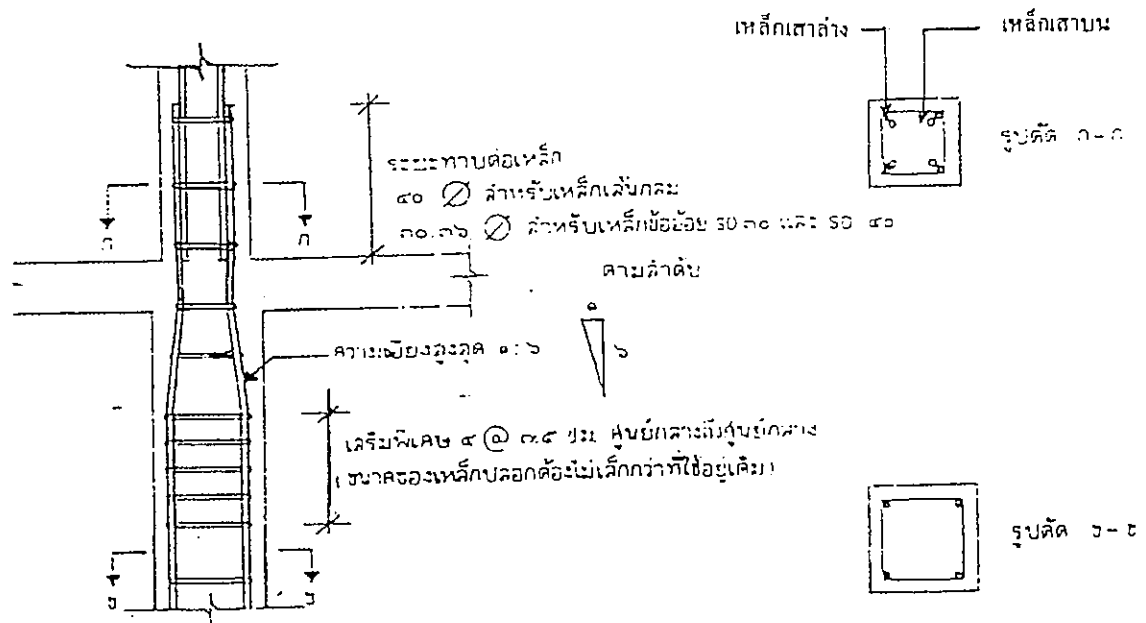 เหล็กเสาล่าง
เหล็กเสาบน
รูปตัด ก-ก
ระยะทาบต่อเหล็ก
๔๐ ∅ สำหรับเหล็กเส้นกลม
๓๐,๓๖ ∅ สำหรับเหล็กข้ออ้อย SD ๓๐ และ SD ๔๐
ตามลำดับ
ก
ก
๑
๖
ความเอียงสูงสุด ๑:๖
เสริมพิเศษ ๔ @ ๗.๕ ซม. ศูนย์กลางถึงศูนย์กลาง
(ขนาดของเหล็กปลอกต้องไม่เล็กกว่าที่ใช้อยู่เดิม)
ข
ข
รูปตัด ข-ข